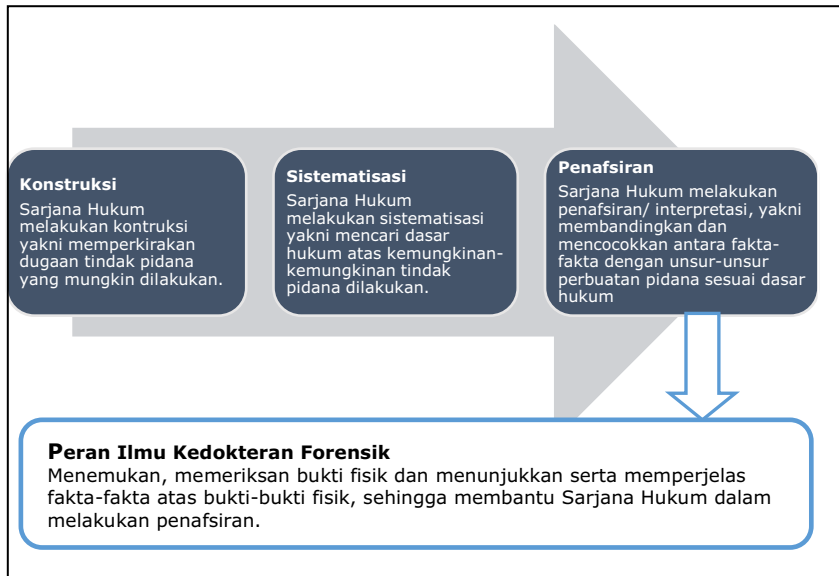 Konstruksi
Sarjana Hukum
melakukan kontruksi
yakni memperkirakan
dugaan tindak pidana
yang mungkin dilakukan.
Sistematisasi
Sarjana Hukum
melakukan sistematisasi
yakni mencari dasar
hukum atas kemungkinan-
kemungkinan tindak
pidana dilakukan.
Penafsiran
Sarjana Hukum melakukan
penafsiran/ interpretasi, yakni
membandingkan dan
mencocokkan antara fakta-
fakta dengan unsur-unsur
perbuatan pidana sesuai dasar
hukum
Peran Ilmu Kedokteran Forensik
Menemukan, memeriksan bukti fisik dan menunjukkan serta memperjelas
fakta-fakta atas bukti-bukti fisik, sehingga membantu Sarjana Hukum dalam
melakukan penafsiran.